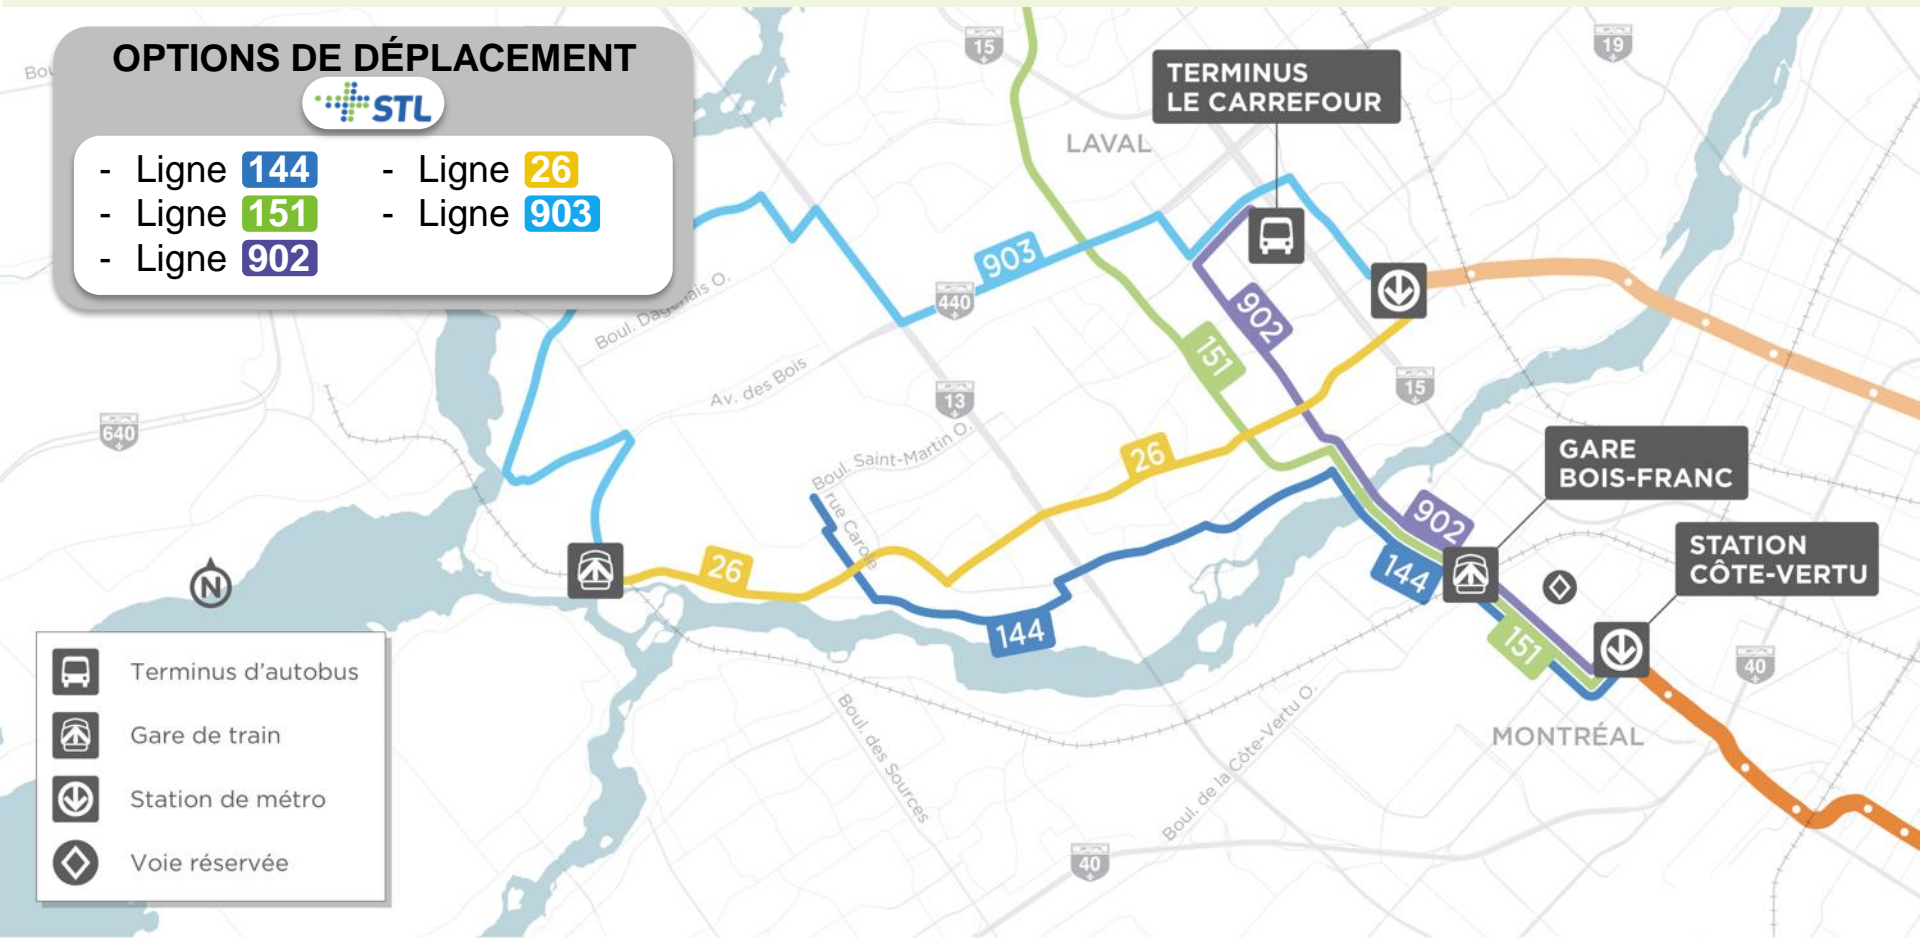 OPTIONS DE DÉPLACEMENT
STL
- Ligne 144
- Ligne 151
- Ligne 902
- Ligne 26
- Ligne 903
15
19
TERMINUS
LE CARREFOUR
LAVAL
903
440
902
151
Boul. Dagenais O.
Av. des Bois
13
15
640
Boul. Saint-Martin O.
rue Carole
26
26
144
902
144
151
GARE
BOIS-FRANC
STATION
CÔTE-VERTU
N
40
MONTRÉAL
Boul. des Sources
Boul. de la Côte-Vertu O.
40
Terminus d'autobus
Gare de train
Station de métro
Voie réservée